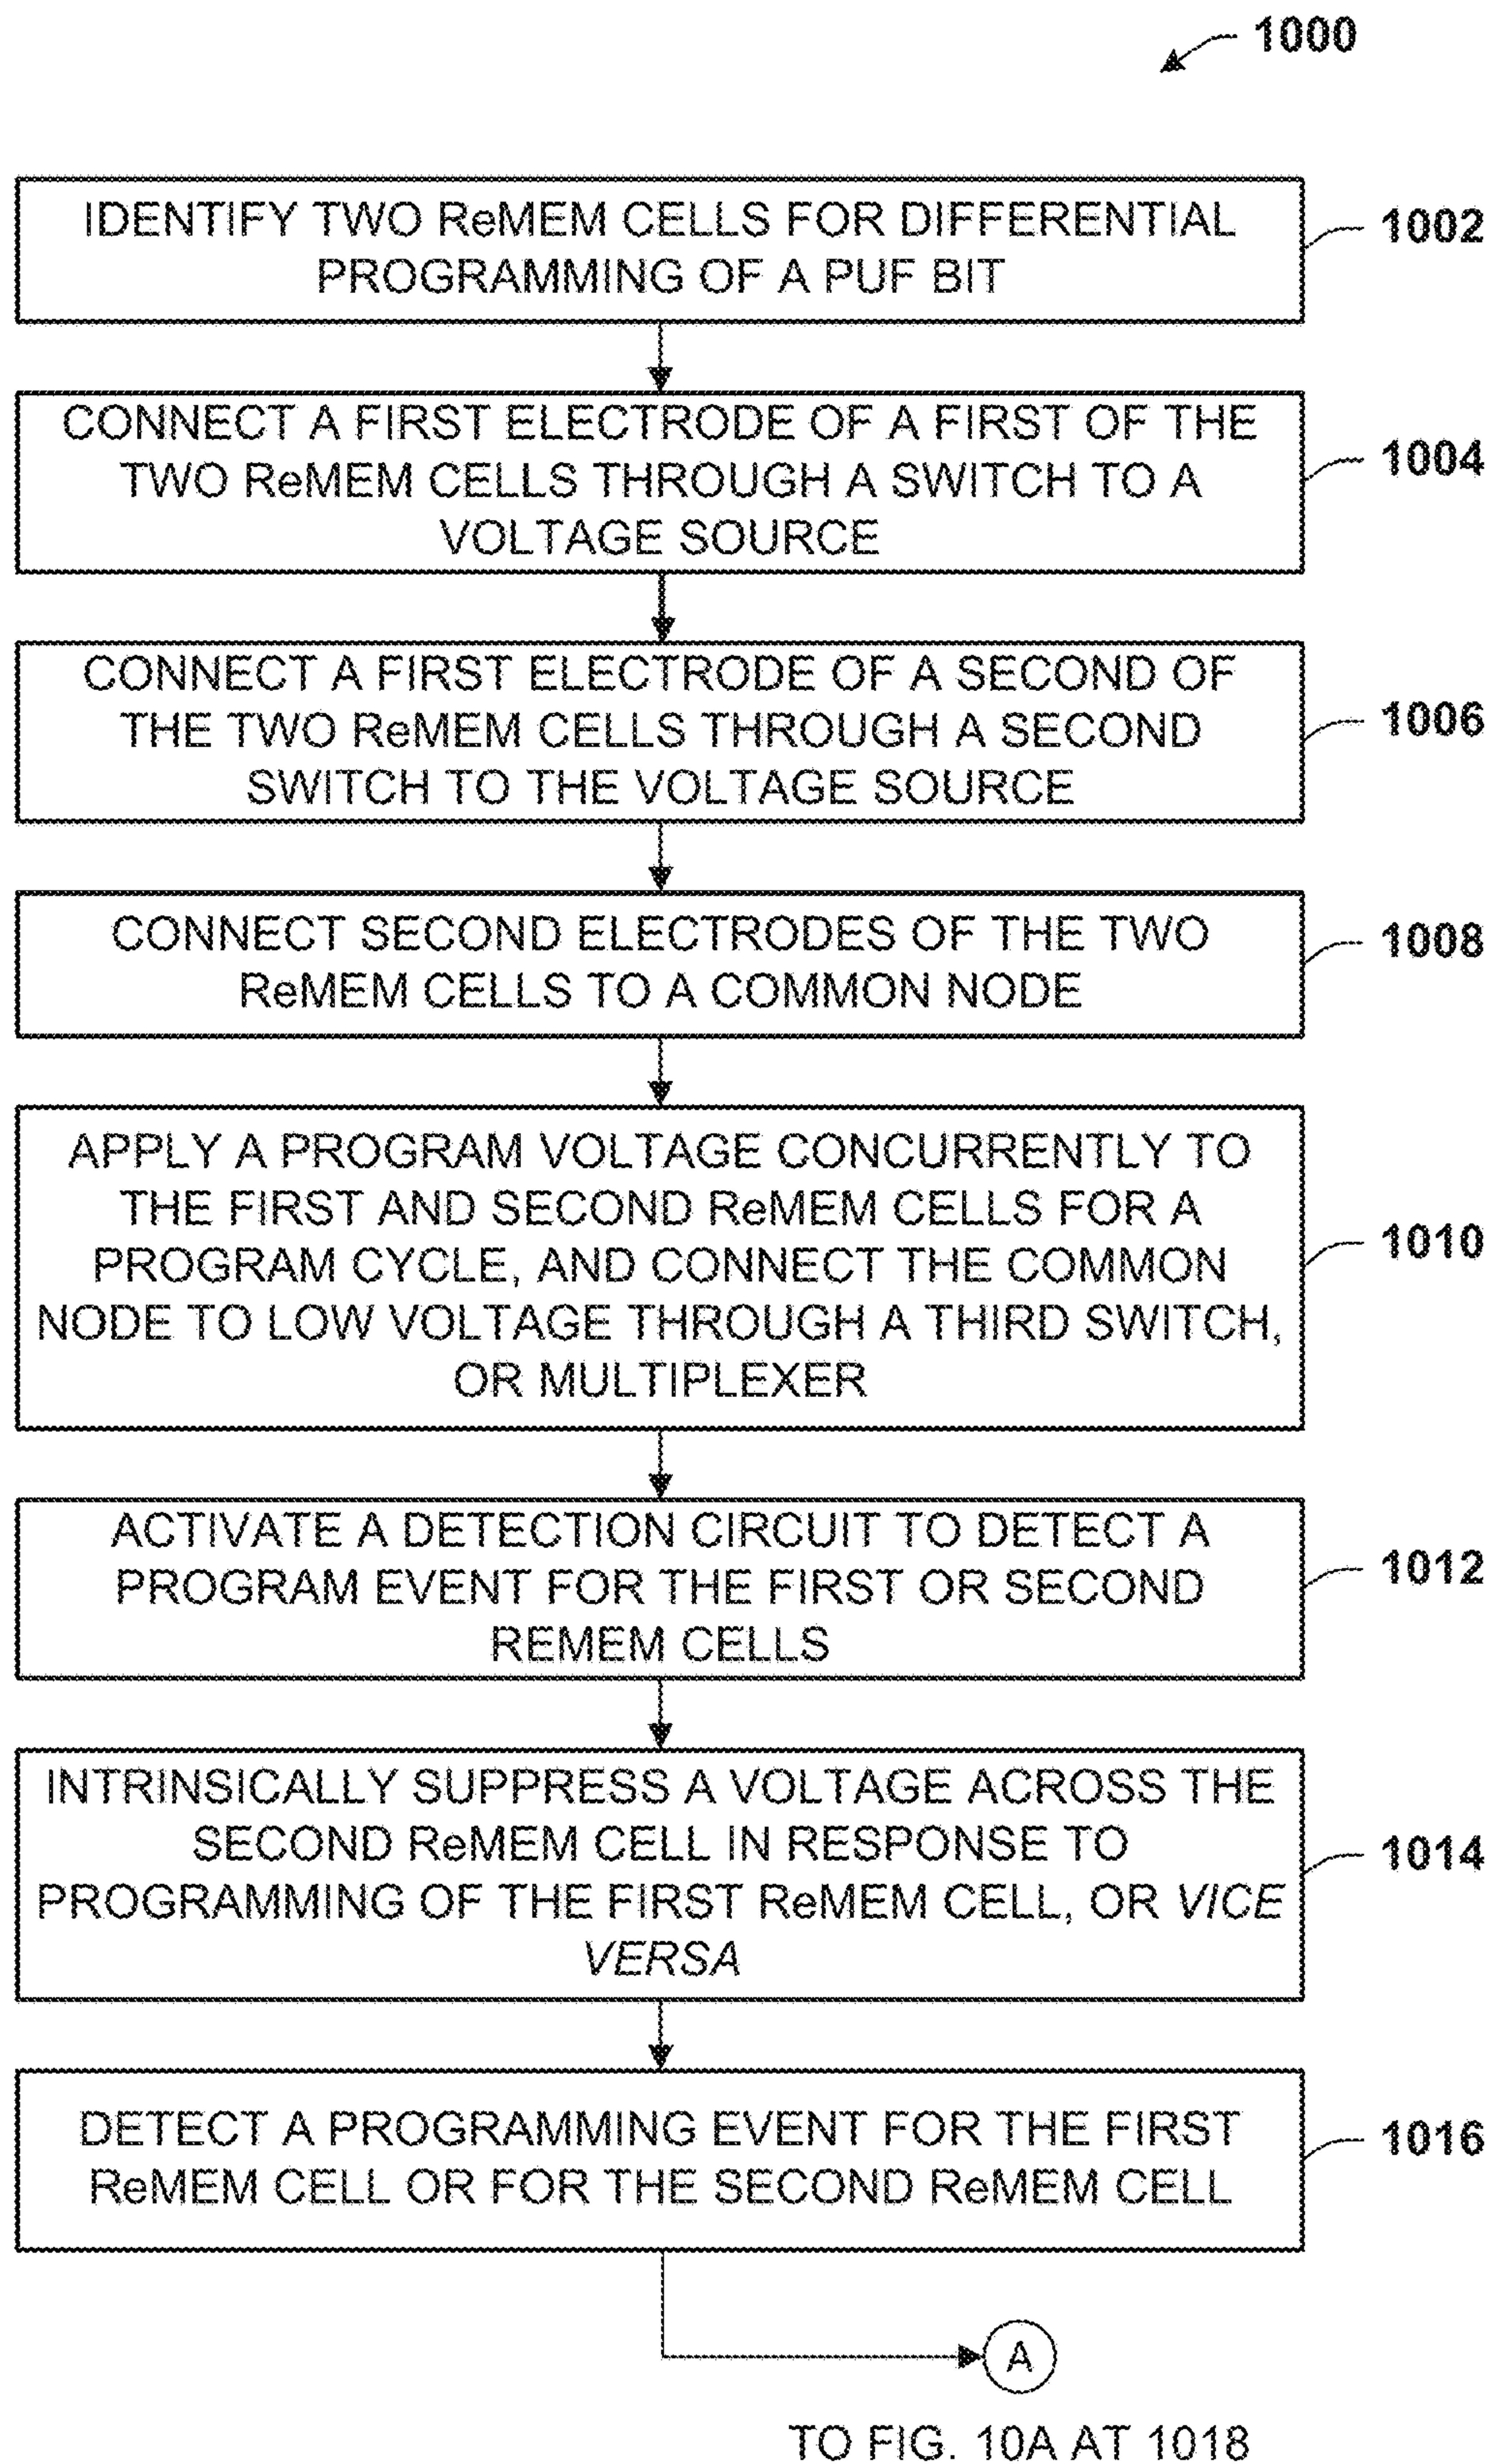 1000
IDENTIFY TWO ReMEM CELLS FOR DIFFERENTIAL
PROGRAMMING OF A PUF BIT
1002
CONNECT A FIRST ELECTRODE OF A FIRST OF THE
TWO ReMEM CELLS THROUGH A SWITCH TO A
VOLTAGE SOURCE
1004
CONNECT A FIRST ELECTRODE OF A SECOND OF
THE TWO ReMEM CELLS THROUGH A SECOND
SWITCH TO THE VOLTAGE SOURCE
1006
CONNECT SECOND ELECTRODES OF THE TWO
ReMEM CELLS TO A COMMON NODE
1008
APPLY A PROGRAM VOLTAGE CONCURRENTLY TO
THE FIRST AND SECOND ReMEM CELLS FOR A
PROGRAM CYCLE, AND CONNECT THE COMMON
NODE TO LOW VOLTAGE THROUGH A THIRD SWITCH,
OR MULTIPLEXER
1010
ACTIVATE A DETECTION CIRCUIT TO DETECT A
PROGRAM EVENT FOR THE FIRST OR SECOND
REMEM CELLS
1012
INTRINSICALLY SUPPRESS A VOLTAGE ACROSS THE
SECOND ReMEM CELL IN RESPONSE TO
PROGRAMMING OF THE FIRST ReMEM CELL, OR VICE
VERSA
1014
DETECT A PROGRAMMING EVENT FOR THE FIRST
ReMEM CELL OR FOR THE SECOND ReMEM CELL
1016
A
TO FIG. 10A AT 1018